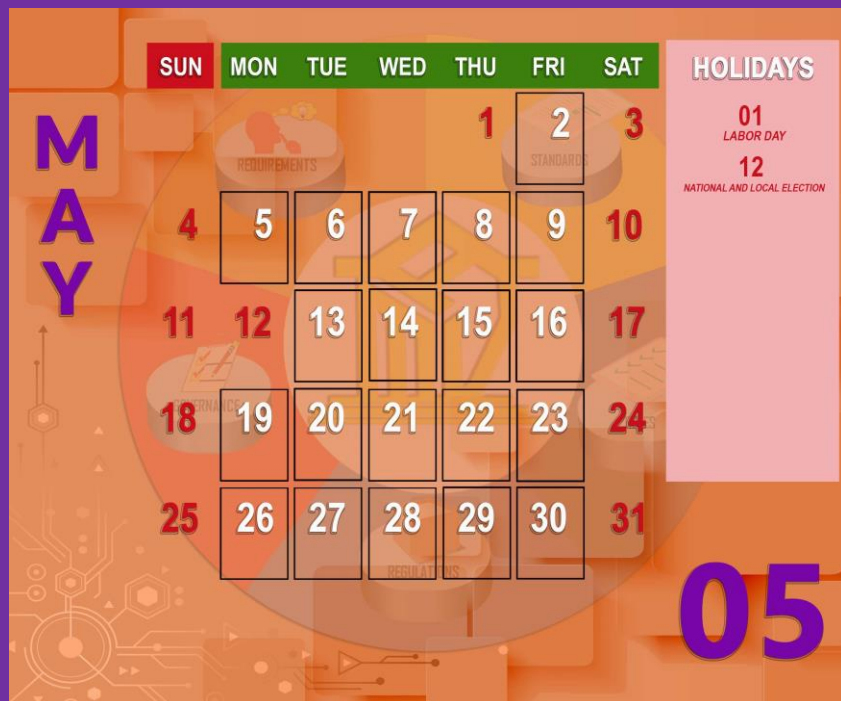 MAY
SUN MON TUE WED THU FRI SAT
1 2 3
4 5 6 7 8 9 10
11 12 13 14 15 16 17
18 19 20 21 22 23 24
25 26 27 28 29 30 31
HOLIDAYS
01
LABOR DAY
12
NATIONAL AND LOCAL ELECTION
REQUIREMENTS
STANDARDS
GOVERNANCE
REGULATIONS
05